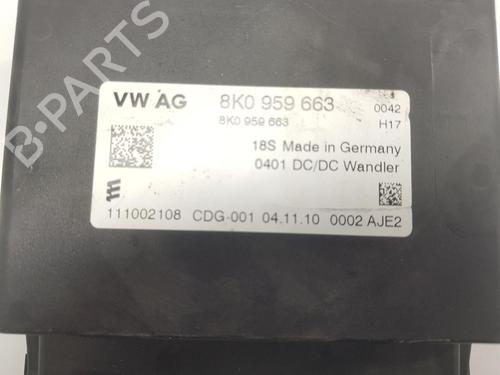 VW AG 8K0 959 663 0042
8K0 959 663 H17
18S Made in Germany
0401 DC/DC Wandler
111002108 CDG-001 04.11.10 0002 AJE2
B-PARTS